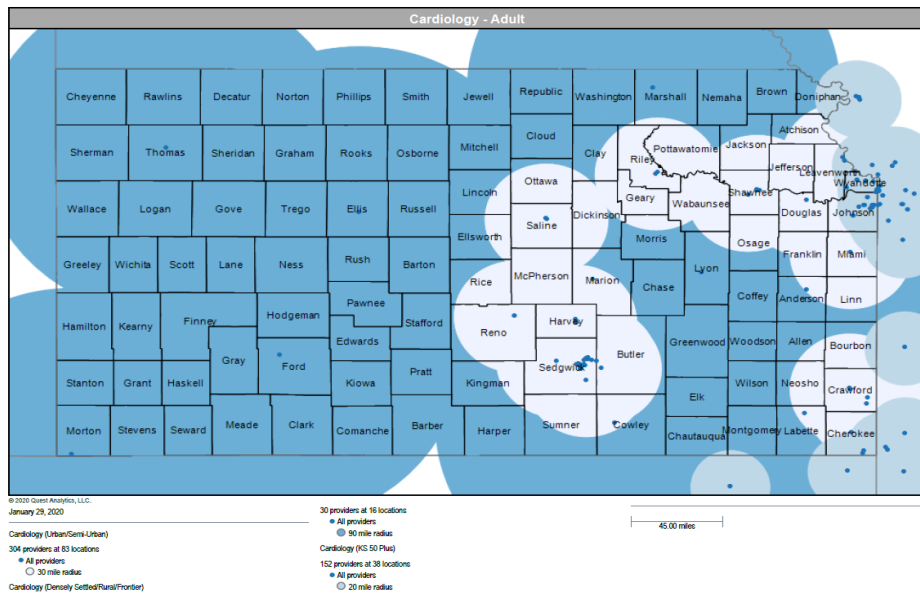 Cardiology - Adult
Cheyenne Rawlins Decatur Norton Phillips Smith Jewell Republic Washington Marshall Nemaha Brown Doniphan
Cloud
Atchison
Sherman Thomas Sheridan Graham Rooks Osborne Mitchell Clay Riley Pottawatomie Jackson Jefferson Leavenworth
Wyandotte
Ottawa Shawnee
Lincoln Geary Wabaunsee Douglas Johnson
Wallace Logan Gove Trego Ellis Russell Saline Dickinson
Ellsworth Morris Osage Franklin Miami
Greeley Wichita Scott Lane Ness Rush Barton McPherson Marion Lyon
Rice Chase Coffey Anderson Linn
Pawnee
Hamilton Kearny Finney Hodgeman Stafford Reno Harvey
Edwards Butler Greenwood Woodson Allen Bourbon
Gray Ford Pratt Sedgwick
Stanton Grant Haskell Kiowa Kingman Wilson Neosho Crawford
Elk
Morton Stevens Seward Meade Clark Comanche Barber Harper Sumner Cowley Montgomery Labette Cherokee
Chautauqua
© 2020 Quest Analytics, LLC.
January 29, 2020
Cardiology (Urban/Semi-Urban)
304 providers at 83 locations
All providers
30 mile radius
Cardiology (Densely Settled/Rural/Frontier)
30 providers at 16 locations
All providers
90 mile radius
Cardiology (KS 50 Plus)
152 providers at 38 locations
All providers
20 mile radius
45.00 miles